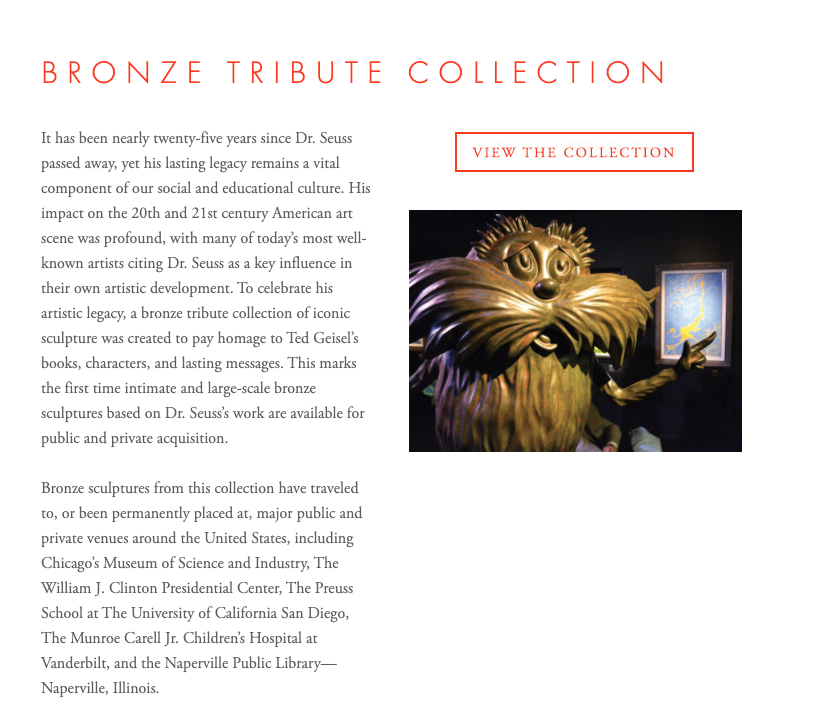 BRONZE TRIBUTE COLLECTION
It has been nearly twenty-five years since Dr. Seuss
passed away, yet his lasting legacy remains a vital
component of our social and educational culture. His
impact on the 20th and 21st century American art
scene was profound, with many of today’s most well-
known artists citing Dr. Seuss as a key influence in
their own artistic development. To celebrate his
artistic legacy, a bronze tribute collection of iconic
sculpture was created to pay homage to Ted Geisel’s
books, characters, and lasting messages. This marks
the first time intimate and large-scale bronze
sculptures based on Dr. Seuss’s work are available for
public and private acquisition.
Bronze sculptures from this collection have traveled
to, or been permanently placed at, major public and
private venues around the United States, including
Chicago’s Museum of Science and Industry, The
William J. Clinton Presidential Center, The Preuss
School at The University of California San Diego,
The Munroe Carell Jr. Children’s Hospital at
Vanderbilt, and the Naperville Public Library—
Naperville, Illinois.
VIEW THE COLLECTION